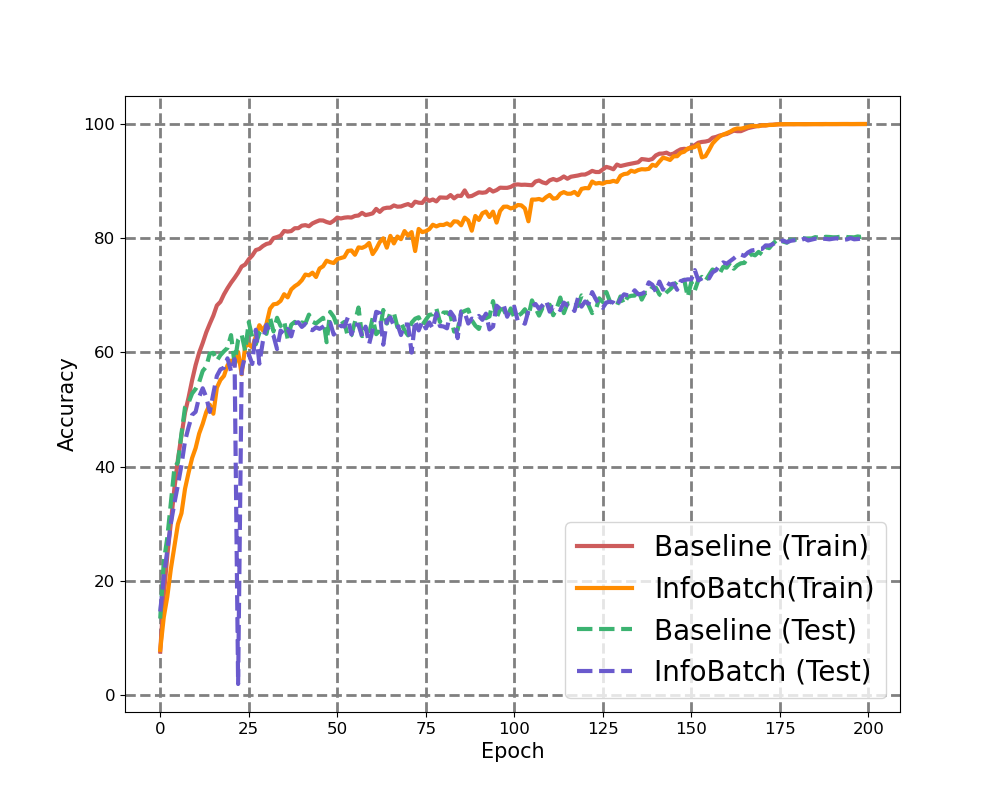 100
80
60
40
20
0
Accuracy
0 25 50 75 100 125 150 175 200
Epoch
Baseline (Train)
InfoBatch(Train)
Baseline (Test)
InfoBatch (Test)